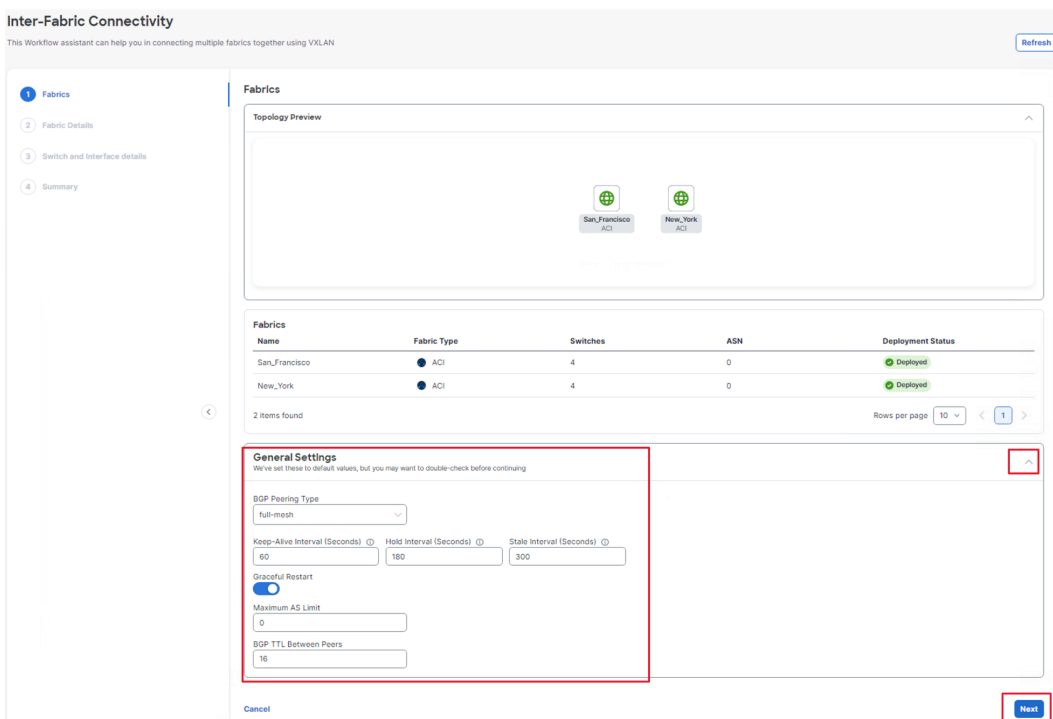 Inter-Fabric Connectivity
This Workflow assistant can help you in connecting multiple fabrics together using VXLAN
Refresh
1 Fabrics
2 Fabric Details
3 Switch and Interface details
4 Summary
Fabrics
Topology Preview
San_Francisco
ACI
New_York
ACI
Fabrics
Name Fabric Type Switches ASN Deployment Status
San_Francisco ACI 4 0 Deployed
New_York ACI 4 0 Deployed
2 items found Rows per page 10 1
General Settings
We've set these to default values, but you may want to double-check before continuing
BGP Peering Type
full-mesh
Keep-Alive Interval (Seconds) Hold Interval (Seconds) Stale Interval (Seconds)
60 180 300
Graceful Restart
Maximum AS Limit
0
BGP TTL Between Peers
16
Cancel Next